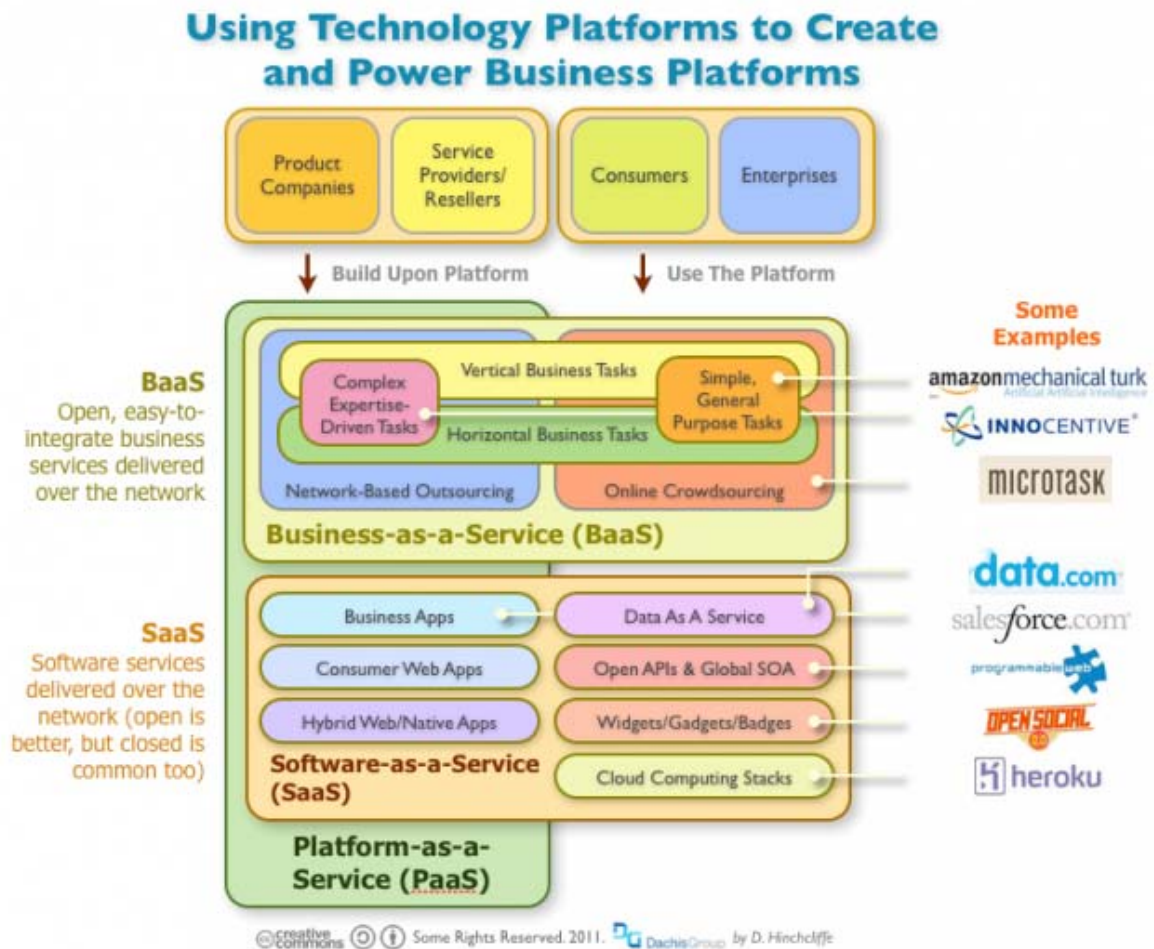 Using Technology Platforms to Create
and Power Business Platforms
Product
Companies
Service
Providers/
Resellers
Consumers
Enterprises
Build Upon Platform
Use The Platform
Some
Examples
BaaS
Open, easy-to-
integrate business
services delivered
over the network
Vertical Business Tasks
Complex
Expertise-
Driven Tasks
Simple,
General
Purpose Tasks
Horizontal Business Tasks
Network-Based Outsourcing
Online Crowdsourcing
Business-as-a-Service (BaaS)
amazonmechanical turk
Artificial Artificial Intelligence
INNOCENTIVE®
microtask
SaaS
Software services
delivered over the
network (open is
better, but closed is
common too)
Business Apps
Data As A Service
Consumer Web Apps
Open APIs & Global SOA
Hybrid Web/Native Apps
Widgets/Gadgets/Badges
Software-as-a-Service
(SaaS)
Cloud Computing Stacks
data.com
salesforce.com
programmableweb
OPEN SOCIAL
heroku
Platform-as-a-
Service (PaaS)
cc creative
commons
Some Rights Reserved. 2011.
DG DachisGroup
by D. Hinchcliffe